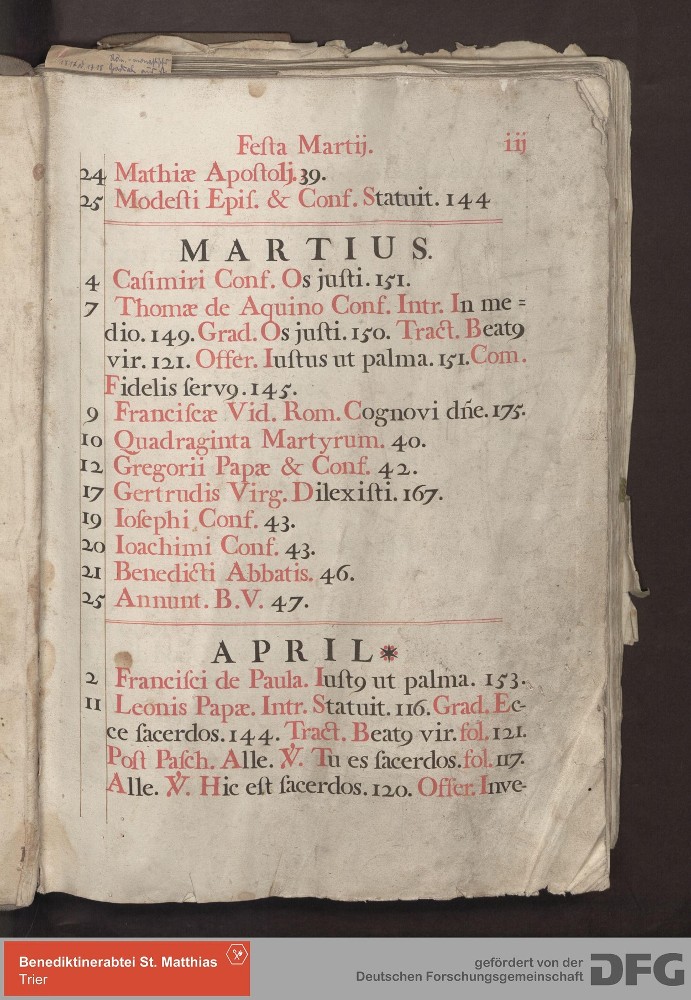 Feſta Martij. iij
24 Mathiæ Apoſtolj. 39.
25 Modeſti Epiſ. & Conf. Statuit. 144
MARTIUS.
4 Caſimiri Conf. Os juſti. 151.
7 Thomæ de Aquino Conf. Intr. In me=
dio. 149. Grad. Os juſti. 150. Tract. Beatꝰ
vir. 121. Offer. Iuſtus ut palma. 151. Com.
Fidelis ſervꝰ. 145.
9 Franciſcæ Vid. Rom. Cognovi dñe. 175.
10 Quadraginta Martyrum. 40.
12 Gregorii Papæ & Conf. 42.
17 Gertrudis Virg. Dilexiſti. 167.
19 Ioſephi Conf. 43.
20 Ioachimi Conf. 43.
21 Benedicti Abbatis. 46.
25 Annunt. B.V. 47.
APRIL*
2 Franciſci de Paula. Iuſtꝰ ut palma. 153.
11 Leonis Papæ. Intr. Statuit. 116. Grad. Ec-
ce ſacerdos. 144. Tract. Beatꝰ vir. fol. 121.
Poſt Paſch. Alle. ℣. Tu es ſacerdos. fol. 117.
Alle. ℣. Hic eſt ſacerdos. 120. Offer. Inve-
Benediktinerabtei St. Matthias
Trier
gefördert von der
Deutschen Forschungsgemeinschaft
DFG